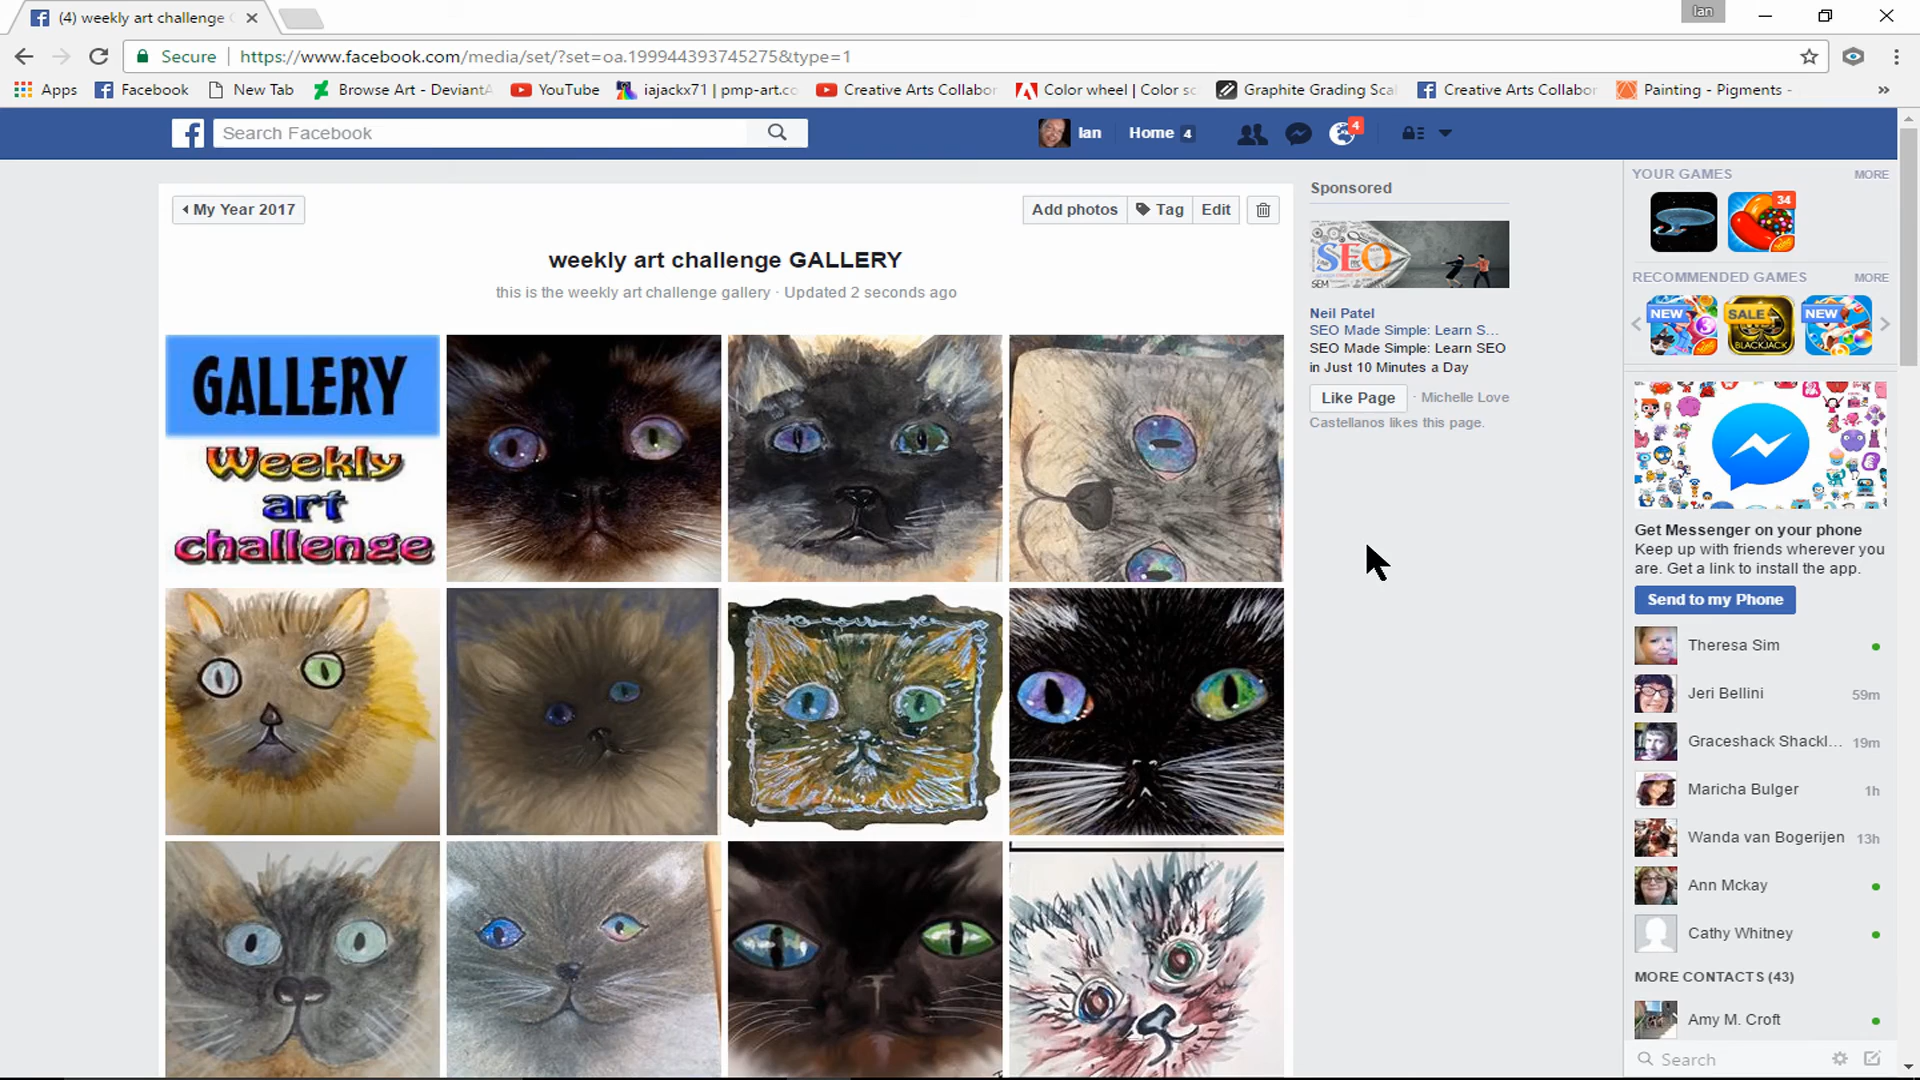 (4) weekly art challenge
Ian
Secure
https://www.facebook.com/media/set/?set=oa.199944393745275&type=1
Apps
Facebook
New Tab
Browse Art - DeviantA
YouTube
iajackx71 | pmp-art.co
Creative Arts Collabor
Color wheel | Color sc
Graphite Grading Sca
Creative Arts Collabor
Painting - Pigments -
»
Search Facebook
Ian
Home 4
4
My Year 2017
Add photos
Tag
Edit
weekly art challenge GALLERY
this is the weekly art challenge gallery · Updated 2 seconds ago
GALLERY
Weekly
art
challenge
Sponsored
SEO
SEM
Neil Patel
SEO Made Simple: Learn S...
SEO Made Simple: Learn SEO
in Just 10 Minutes a Day
Like Page · Michelle Love
Castellanos likes this page.
YOUR GAMES
MORE
34
RECOMMENDED GAMES
MORE
NEW
3
SALE
BLACKJACK
NEW
Get Messenger on your phone
Keep up with friends wherever you
are. Get a link to install the app.
Send to my Phone
Theresa Sim
Jeri Bellini 59m
Graceshack Shackl... 19m
Maricha Bulger 1h
Wanda van Bogerijen 13h
Ann Mckay
Cathy Whitney
MORE CONTACTS (43)
Amy M. Croft
Search